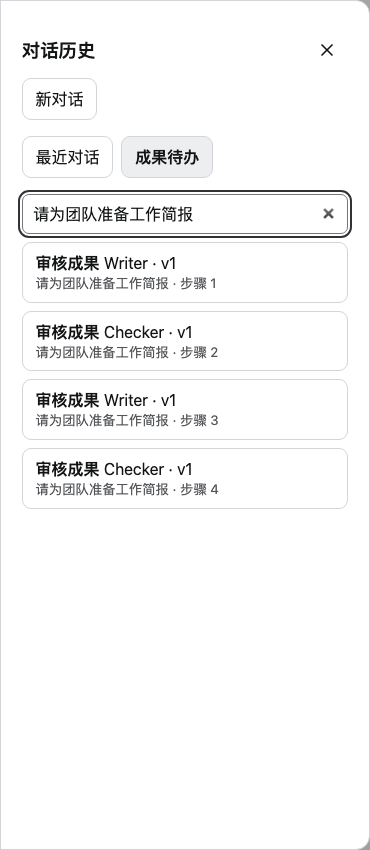 对话历史
新对话
最近对话
成果待办
请为团队准备工作简报
审核成果 Writer · v1
请为团队准备工作简报 · 步骤 1
审核成果 Checker · v1
请为团队准备工作简报 · 步骤 2
审核成果 Writer · v1
请为团队准备工作简报 · 步骤 3
审核成果 Checker · v1
请为团队准备工作简报 · 步骤 4